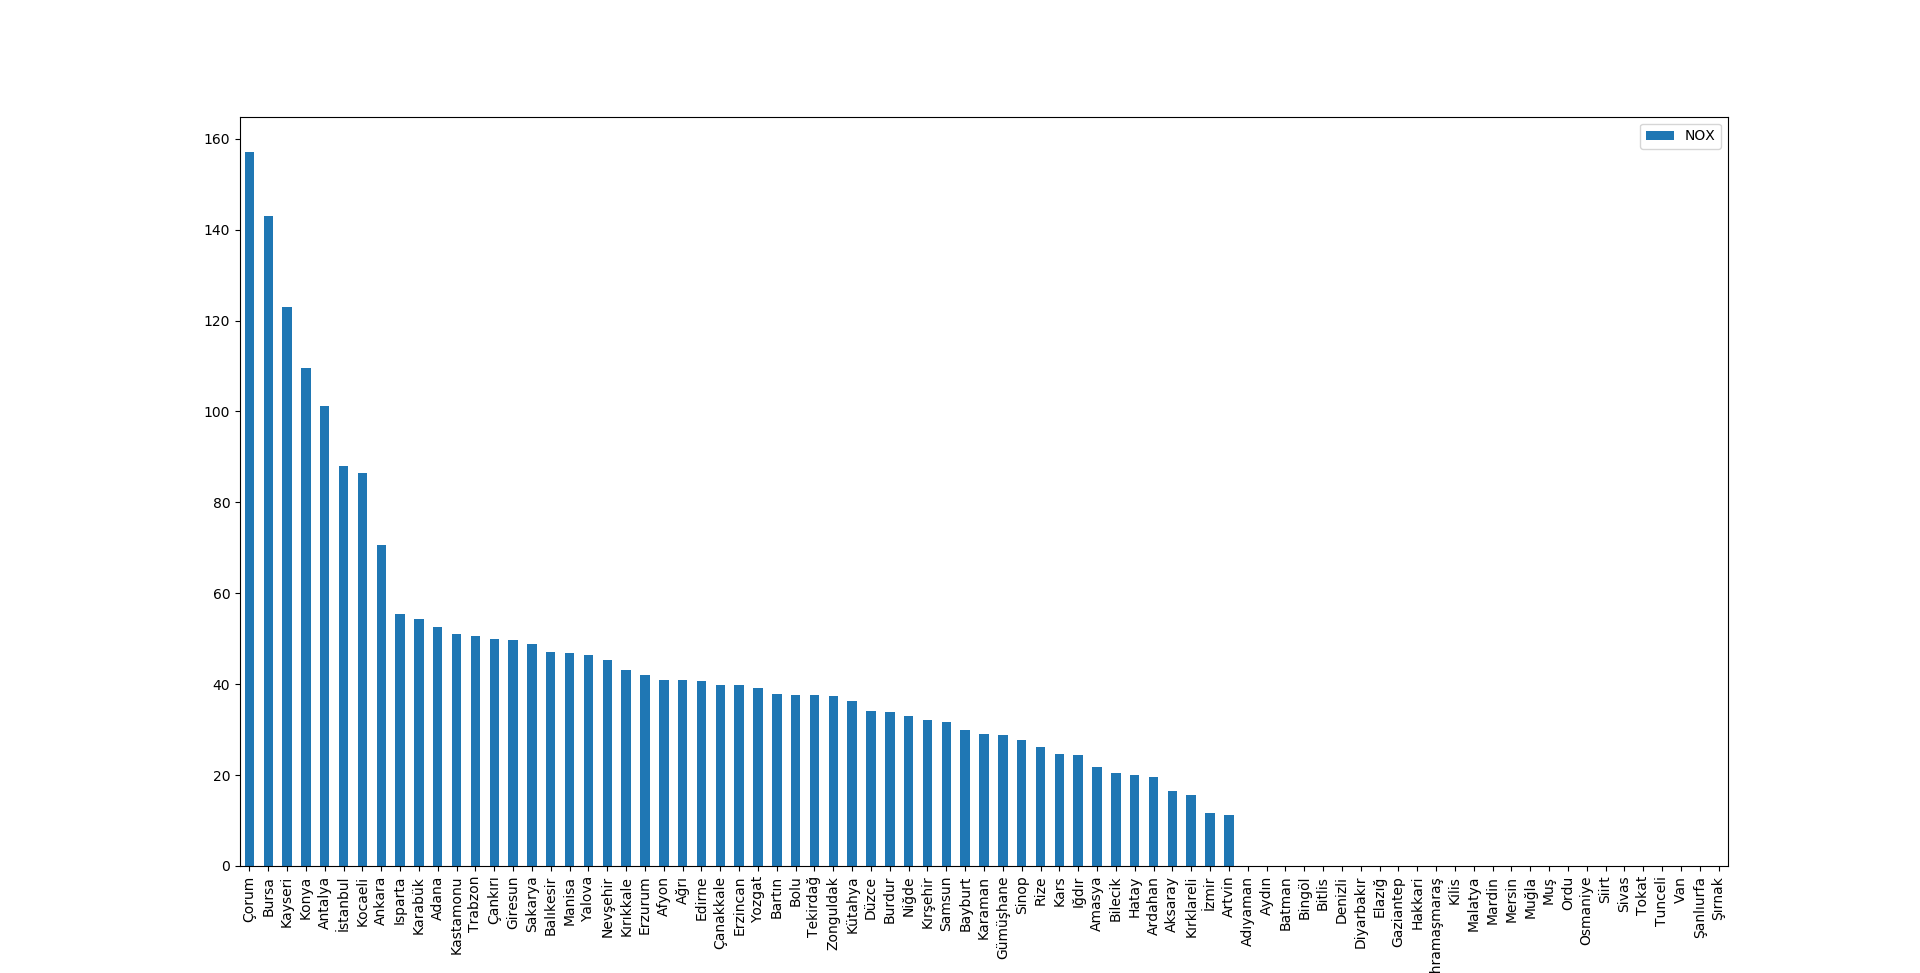 160
NOX
140
120
100
80
60
40
20
0
Çorum
Bursa
Kayseri
Konya
Antalya
İstanbul
Kocaeli
Ankara
Isparta
Karabük
Adana
Kastamonu
Trabzon
Çankırı
Giresun
Sakarya
Balıkesir
Manisa
Yalova
Nevşehir
Kırıkkale
Erzurum
Afyon
Ağrı
Edirne
Çanakkale
Erzincan
Yozgat
Bartın
Bolu
Tekirdağ
Zonguldak
Kütahya
Düzce
Burdur
Niğde
Kırşehir
Samsun
Bayburt
Karaman
Gümüşhane
Sinop
Rize
Kars
Iğdır
Amasya
Bilecik
Hatay
Ardahan
Aksaray
Kırklareli
İzmir
Artvin
Adıyaman
Aydın
Batman
Bingöl
Bitlis
Denizli
Diyarbakır
Elazığ
Gaziantep
Hakkari
hramaşmaraş
Kilis
Malatya
Mardin
Mersin
Muğla
Muş
Ordu
Osmaniye
Siirt
Sivas
Tokat
Tunceli
Van
Şanlıurfa
Şırnak